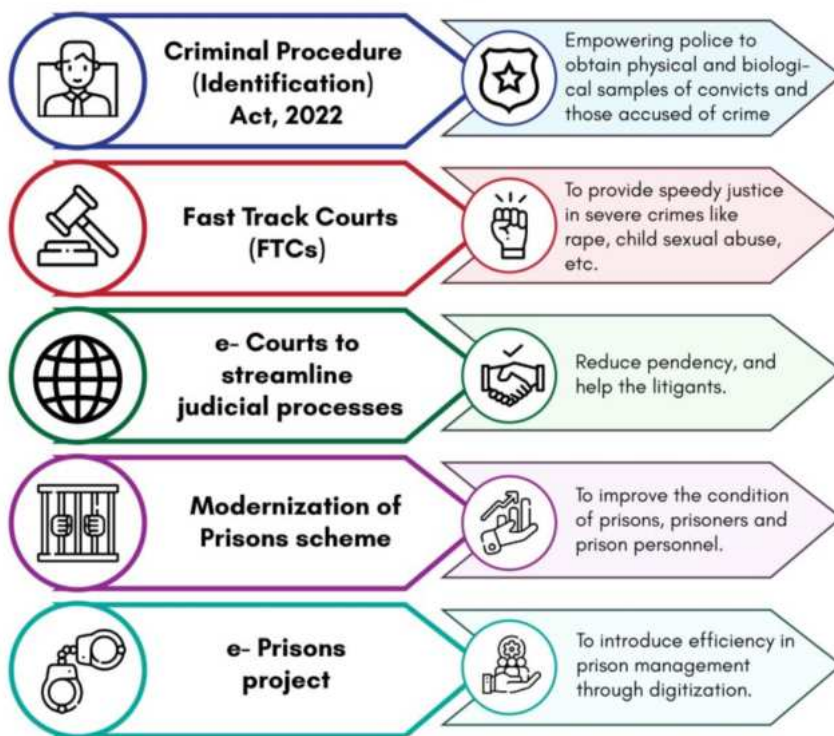 Criminal Procedure
(Identification)
Act, 2022
Empowering police to
obtain physical and biologi-
cal samples of convicts and
those accused of crime
Fast Track Courts
(FTCs)
To provide speedy justice
in severe crimes like
rape, child sexual abuse,
etc.
e- Courts to
streamline
judicial processes
Reduce pendency, and
help the litigants.
Modernization of
Prisons scheme
To improve the condition
of prisons, prisoners and
prison personnel.
e- Prisons
project
To introduce efficiency in
prison management
through digitization.